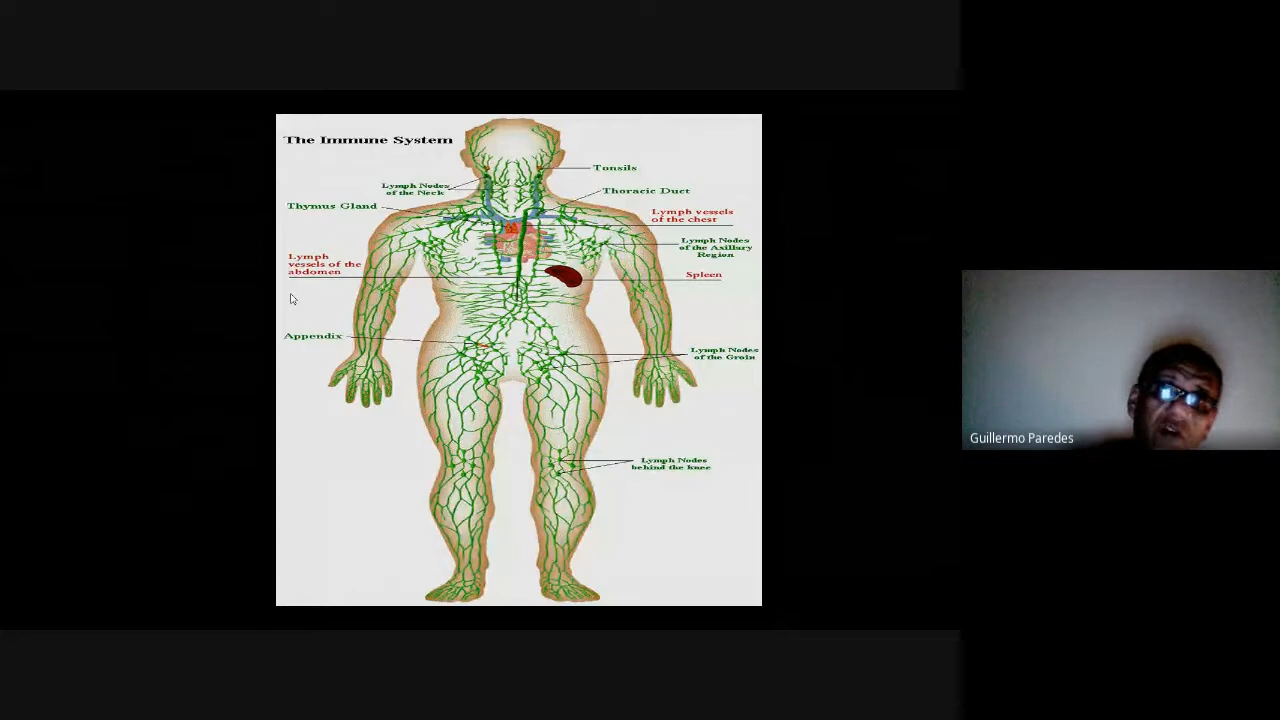 The Immune System
Tonsils
Lymph Nodes
of the Neck
Thoracic Duct
Thymus Gland
Lymph vessels
of the chest
Lymph Nodes
of the Axillary
Region
Lymph
vessels of the
abdomen
Spleen
Appendix
Lymph Nodes
of the Groin
Lymph Nodes
behind the knee
Guillermo Paredes